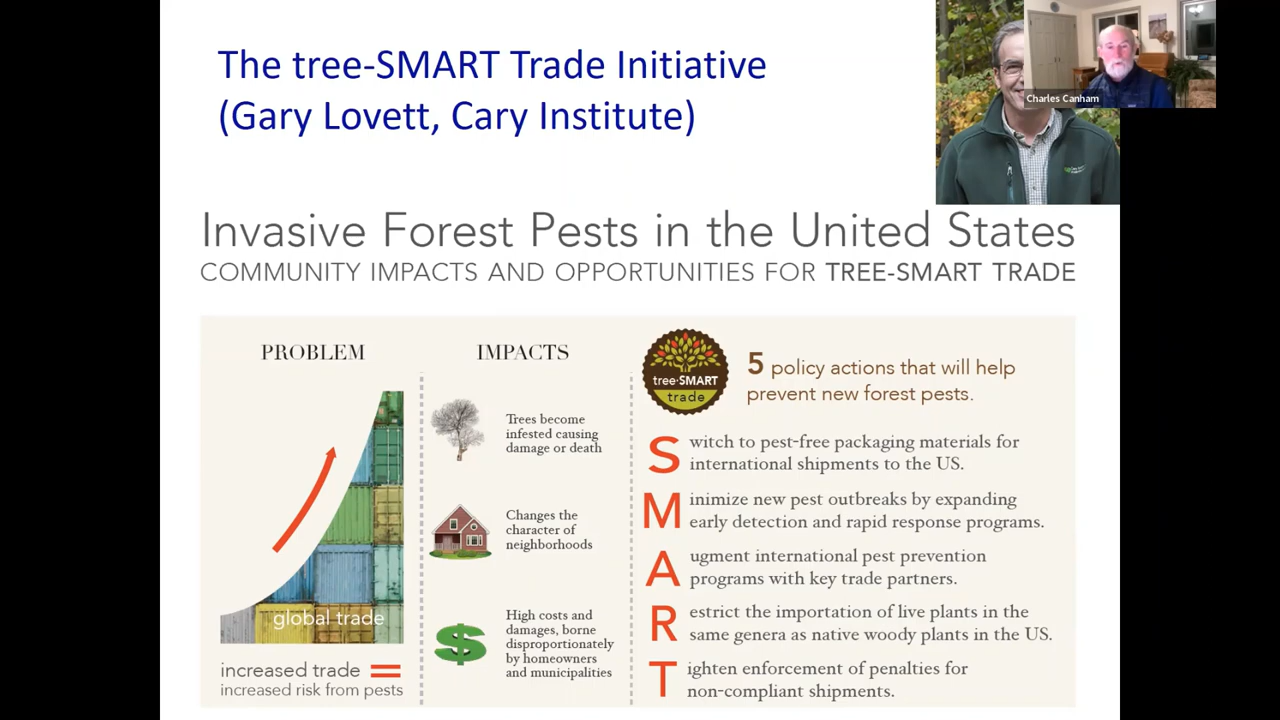 The tree-SMART Trade Initiative
(Gary Lovett, Cary Institute)
Charles Canham
Invasive Forest Pests in the United States
COMMUNITY IMPACTS AND OPPORTUNITIES FOR TREE-SMART TRADE
PROBLEM
global trade
increased trade =
increased risk from pests
IMPACTS
Trees become
infested causing
damage or death
Changes the
character of
neighborhoods
$
High costs and
damages, borne
disproportionately
by homeowners
and municipalities
tree·SMART
trade
5 policy actions that will help
prevent new forest pests.
Switch to pest-free packaging materials for
international shipments to the US.
Minimize new pest outbreaks by expanding
early detection and rapid response programs.
Augment international pest prevention
programs with key trade partners.
Restrict the importation of live plants in the
same genera as native woody plants in the US.
Tighten enforcement of penalties for
non-compliant shipments.